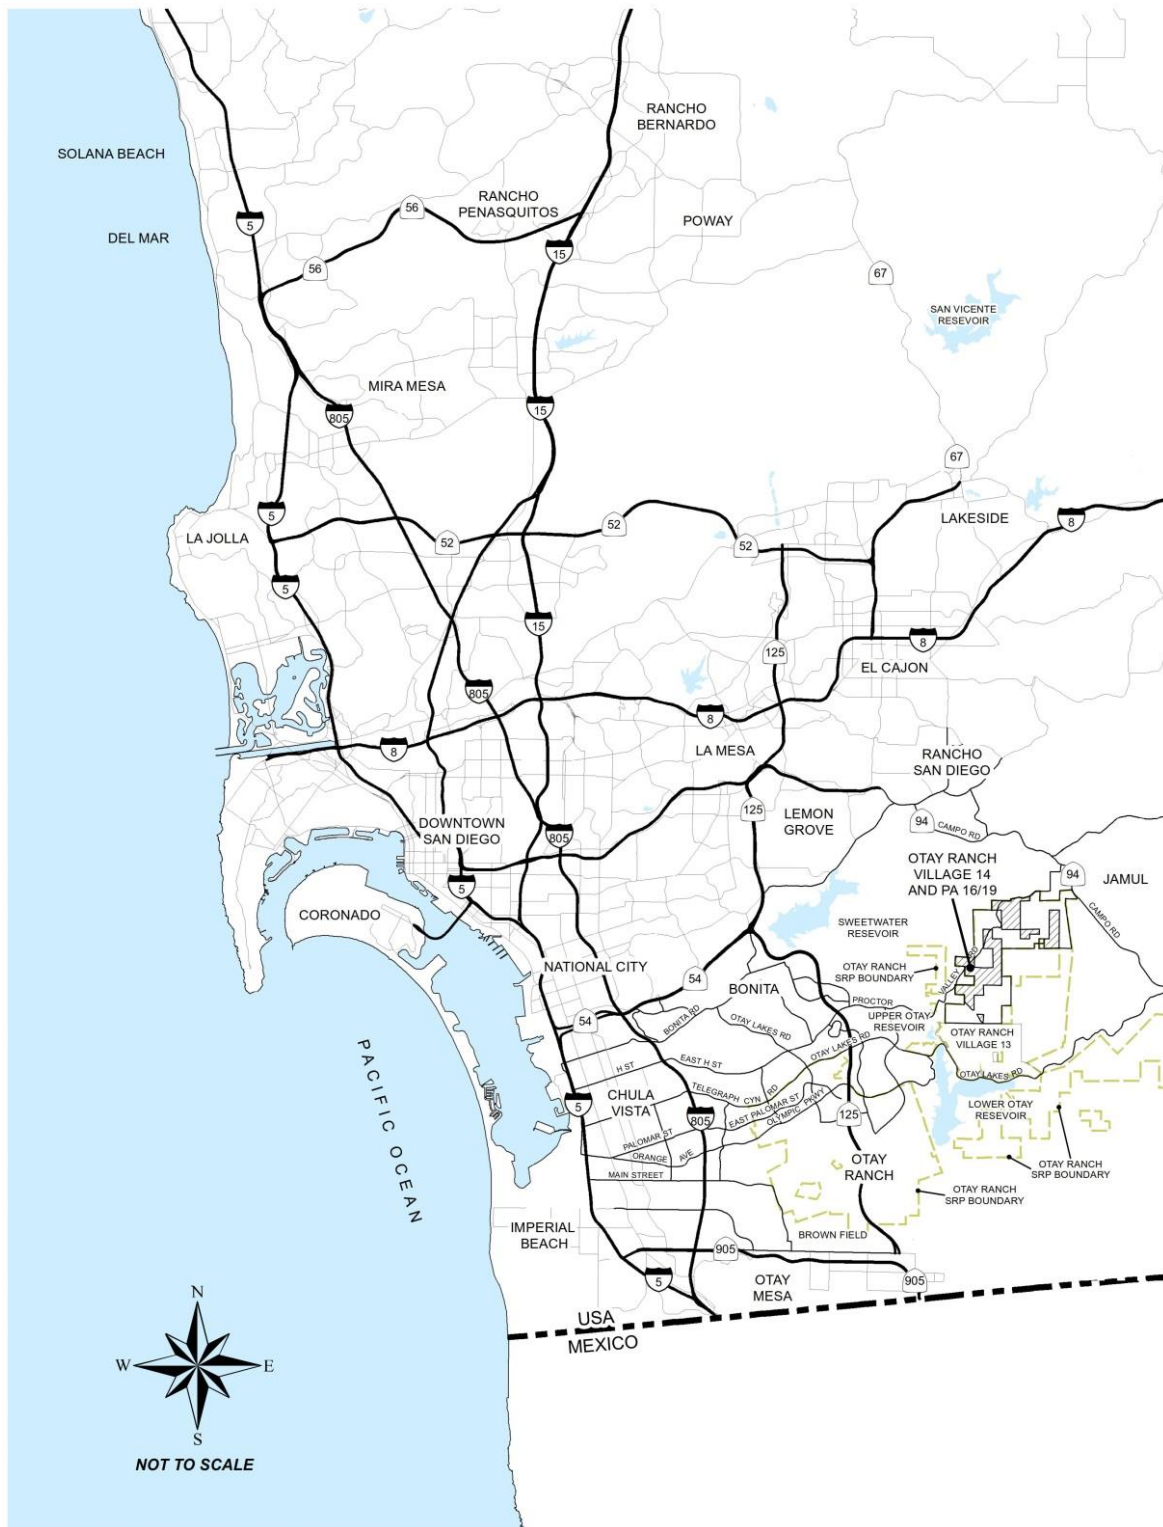 RANCHO
BERNARDO
SOLANA BEACH
RANCHO
PENASQUITOS
56
5
POWAY
DEL MAR
15
56
67
SAN VICENTE
RESEVOIR
MIRA MESA
805
15
67
5
LAKESIDE
8
52
52
52
LA JOLLA
5
15
125
8
EL CAJON
805
8
8
LA MESA
RANCHO
SAN DIEGO
125
LEMON
GROVE
DOWNTOWN
SAN DIEGO
805
94
CAMPO RD
OTAY RANCH
VILLAGE 14
AND PA 16/19
94
JAMUL
5
CORONADO
SWEETWATER
RESEVOIR
CAMPO RD
NATIONAL CITY
OTAY RANCH
SRP BOUNDARY
VALLEY RD
54
BONITA
PROCTOR
54
BONITA RD
OTAY LAKES RD
UPPER OTAY
RESEVOIR
OTAY RANCH
VILLAGE 13
OTAY LAKES RD
H ST
EAST H ST
OTAY LAKES RD
TELEGRAPH CYN RD
CHULA
VISTA
5
805
EAST PALOMAR ST
OLYMPIC PKWY
125
LOWER OTAY
RESEVOIR
PALOMAR ST
ORANGE AVE
MAIN STREET
OTAY
RANCH
OTAY RANCH
SRP BOUNDARY
OTAY RANCH
SRP BOUNDARY
PACIFIC OCEAN
IMPERIAL
BEACH
BROWN FIELD
905
5
OTAY
MESA
905
USA
MEXICO
N
W
E
S
NOT TO SCALE